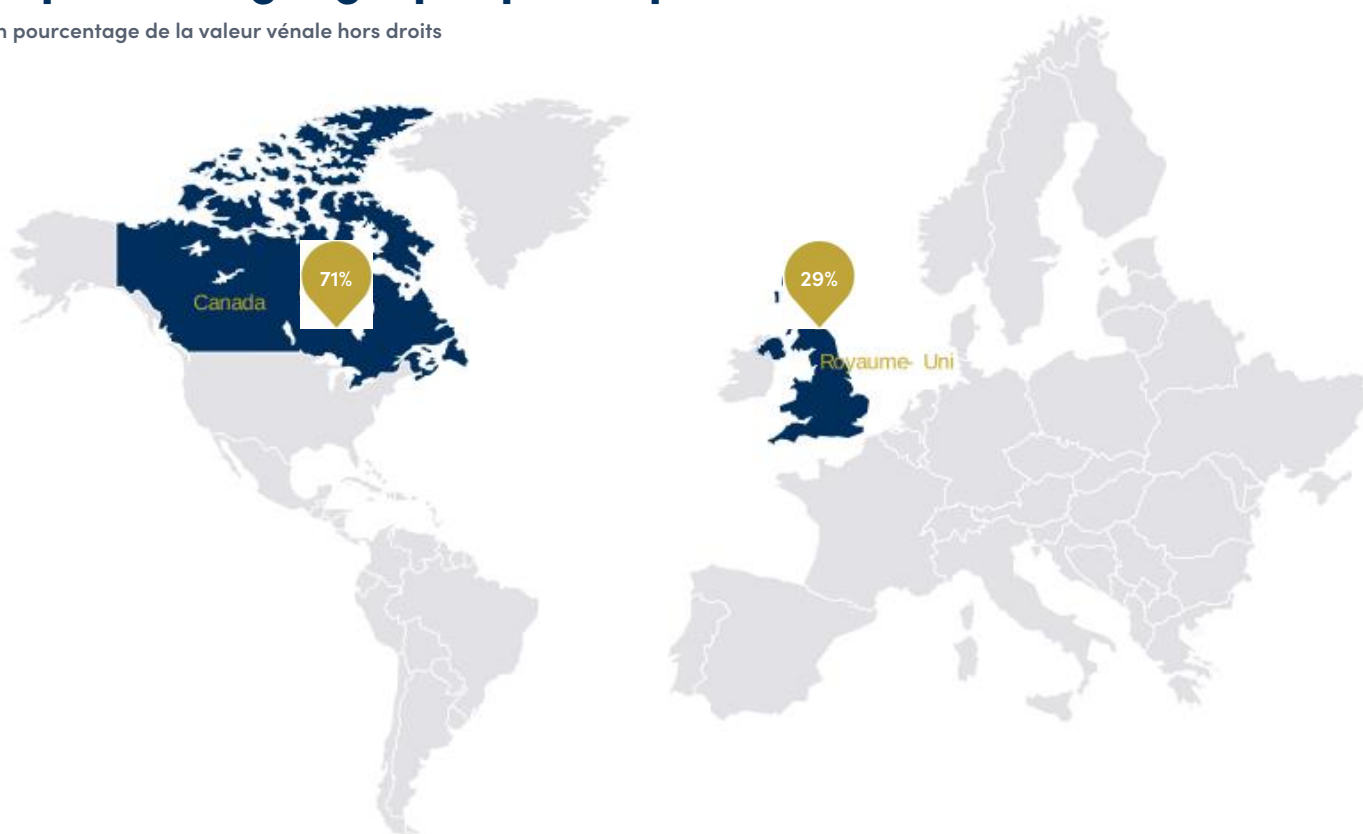 n pourcentage de la valeur vénale hors droits
71%
29%
Canada
Royaume- Uni